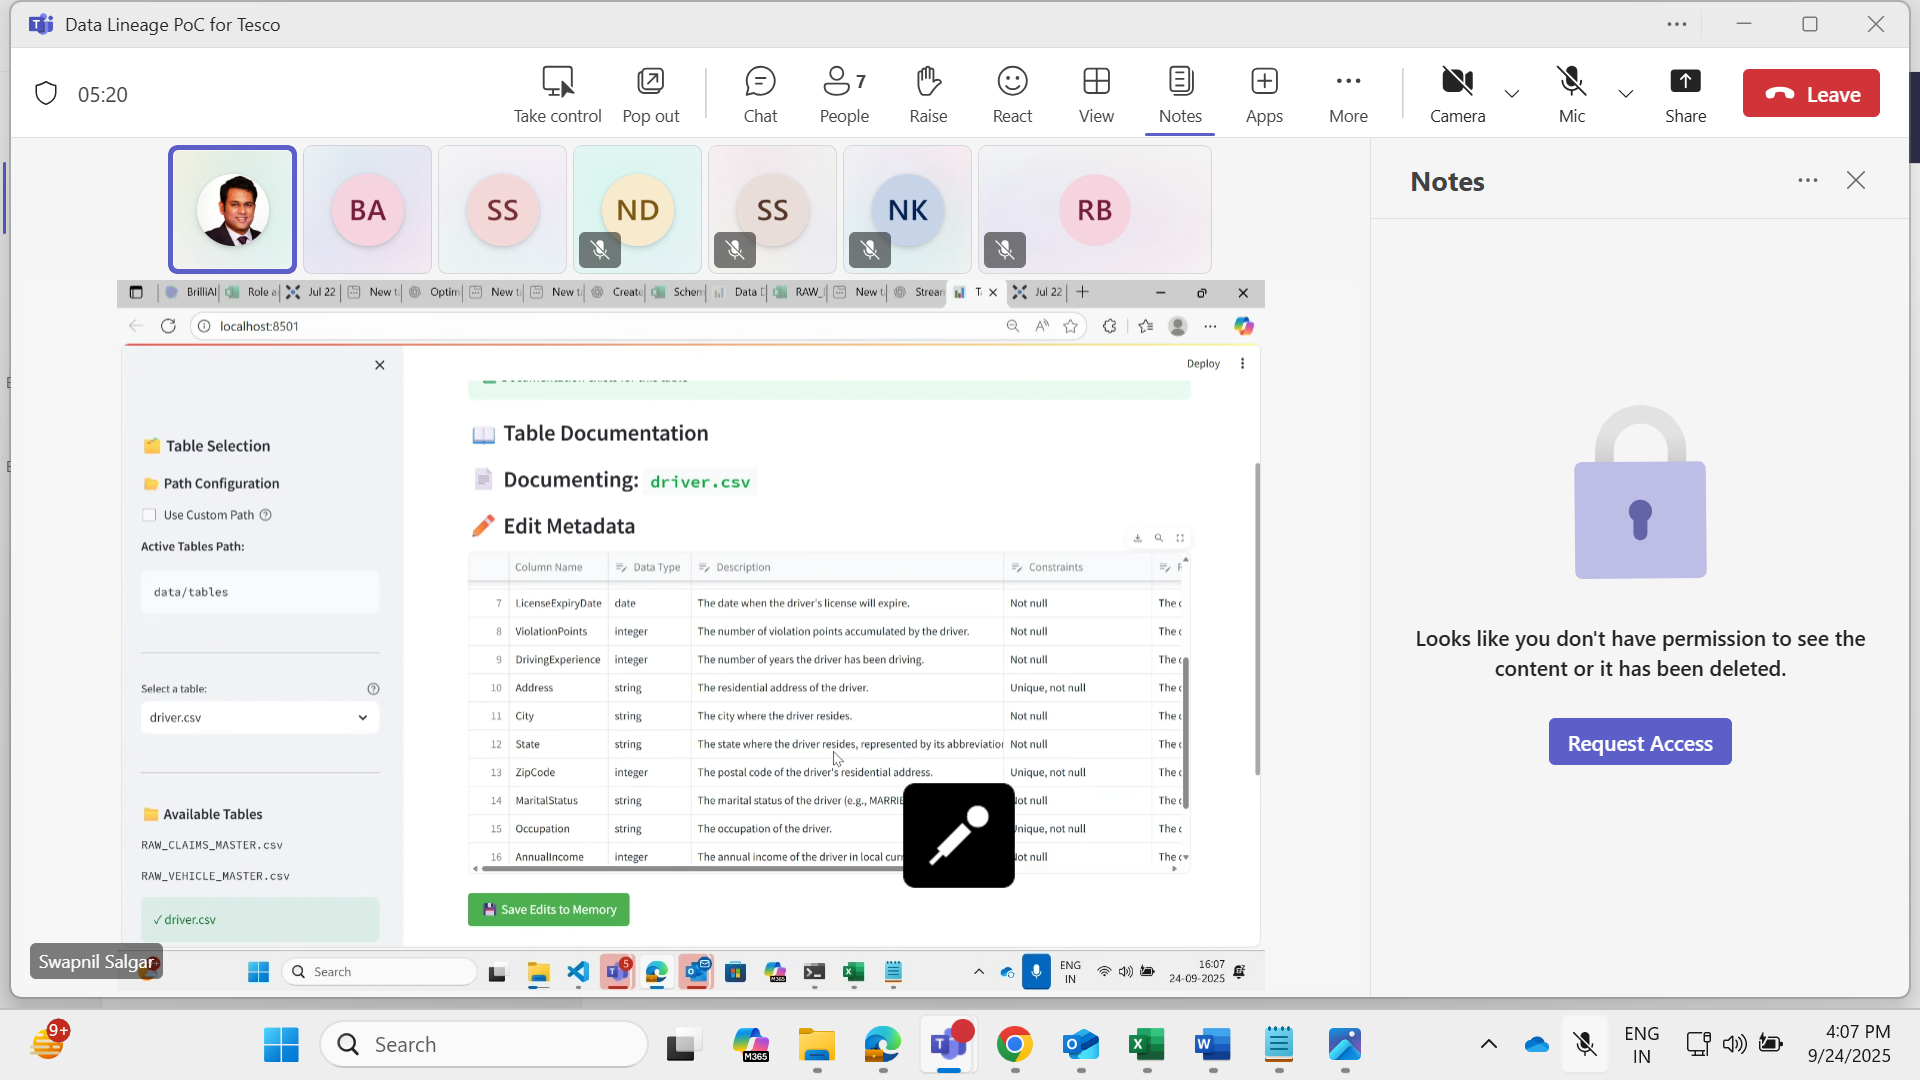 Data Lineage PoC for Tesco
05:20
Take control
Pop out
Chat
7
People
Raise
React
View
Notes
Apps
More
Camera
Mic
Share
Leave
BA
SS
ND
SS
NK
RB
Notes
Looks like you don't have permission to see the
content or it has been deleted.
Request Access
BrilliAI
Role a
Jul 22
New t
Optim
New t
New t
Create
Schem
Data
RAW_
New t
Strean
Jul 22
localhost:8501
Deploy
Table Selection
Path Configuration
Use Custom Path
Active Tables Path:
data/tables
Select a table:
driver.csv
Available Tables
RAW_CLAIMS_MASTER.csv
RAW_VEHICLE_MASTER.csv
✓ driver.csv
Table Documentation
Documenting: driver.csv
Edit Metadata
Column Name Data Type Description Constraints
7 LicenseExpiryDate date The date when the driver's license will expire. Not null The
8 ViolationPoints integer The number of violation points accumulated by the driver. Not null The
9 DrivingExperience integer The number of years the driver has been driving. Not null The
10 Address string The residential address of the driver. Unique, not null The
11 City string The city where the driver resides. Not null The
12 State string The state where the driver resides, represented by its abbreviation Not null The
13 ZipCode integer The postal code of the driver's residential address. Unique, not null The
14 MaritalStatus string The marital status of the driver (e.g., MARRIE null The
15 Occupation string The occupation of the driver. not null The
16 AnnualIncome integer The annual income of the driver in local curr null The
Save Edits to Memory
Swapnil Salgar
Search
5
ENG
IN
16:07
24-09-2025
9+
Search
M365
ENG
IN
4:07 PM
9/24/2025